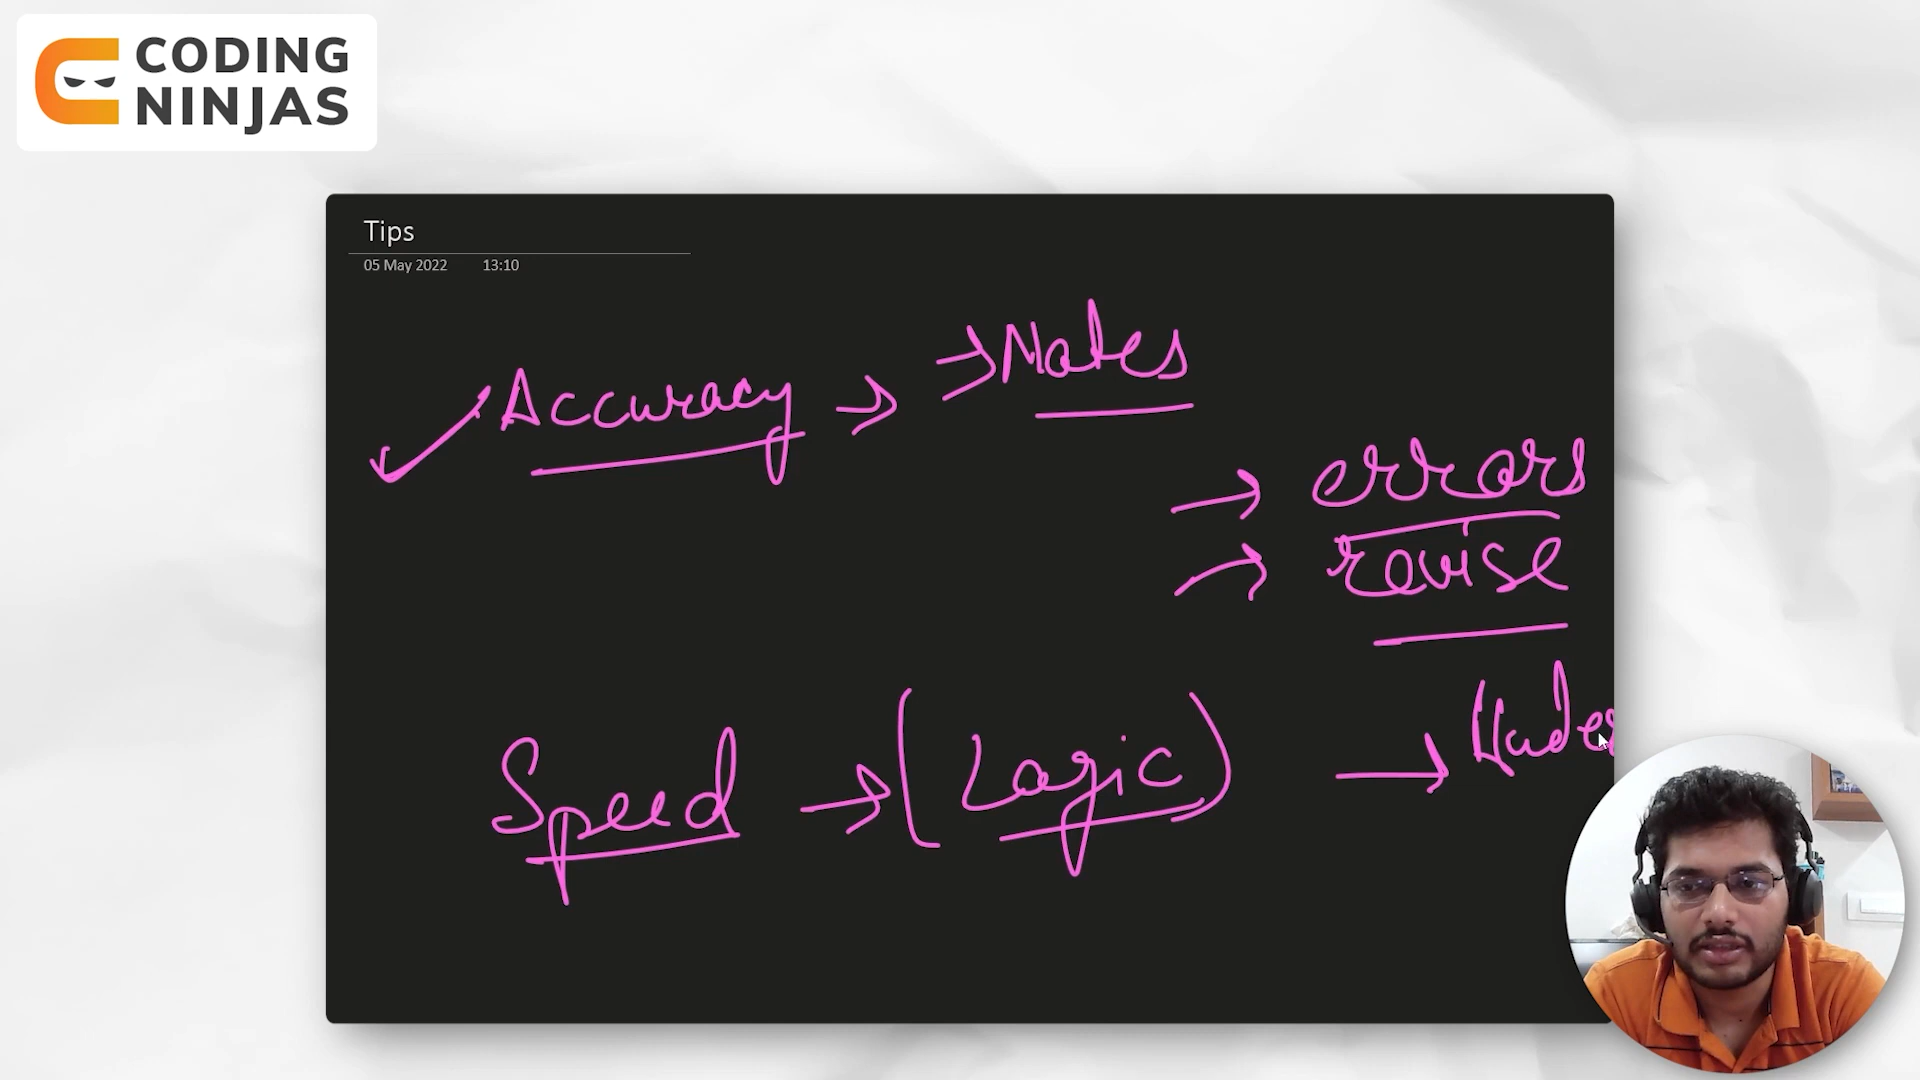 CODING
NINJAS
Tips
05 May 2022 13:10
Accuracy → → Notes
→ errors
→ revise
Speed → (Logic) →